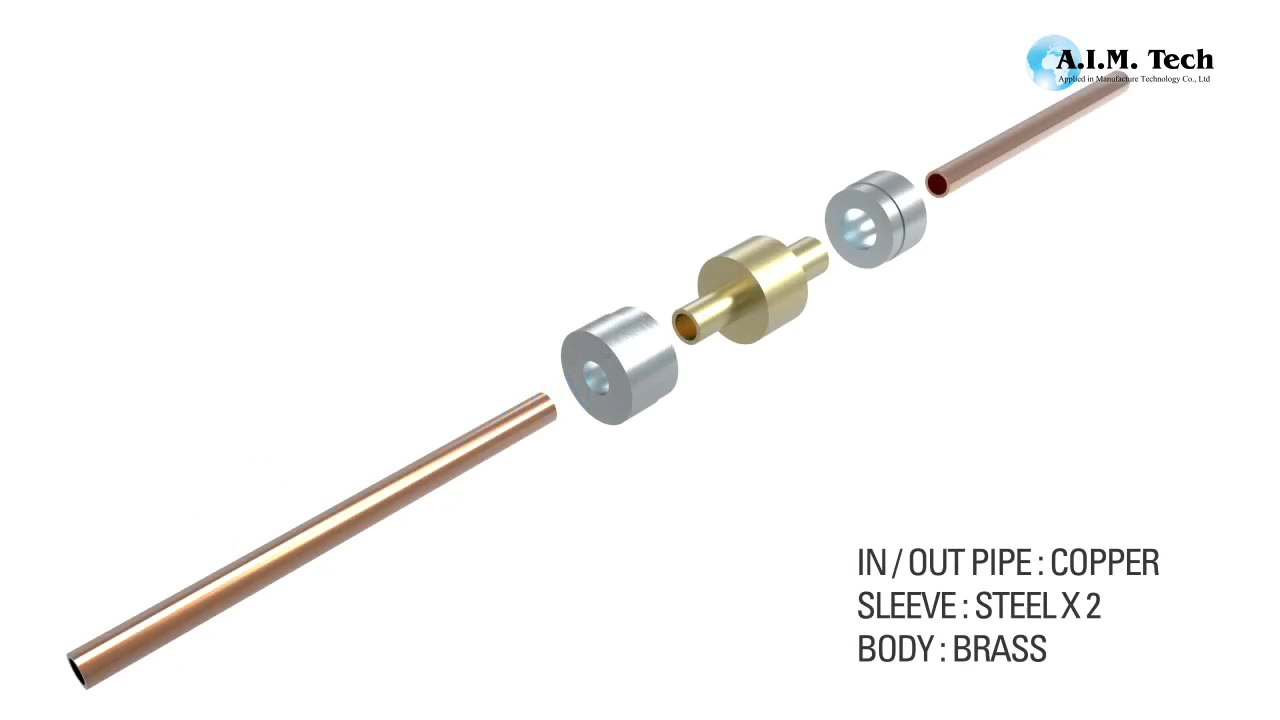 A.I.M. Tech
Applied in Manufacture Technology Co., Ltd
IN / OUT PIPE : COPPER
SLEEVE : STEEL X 2
BODY : BRASS